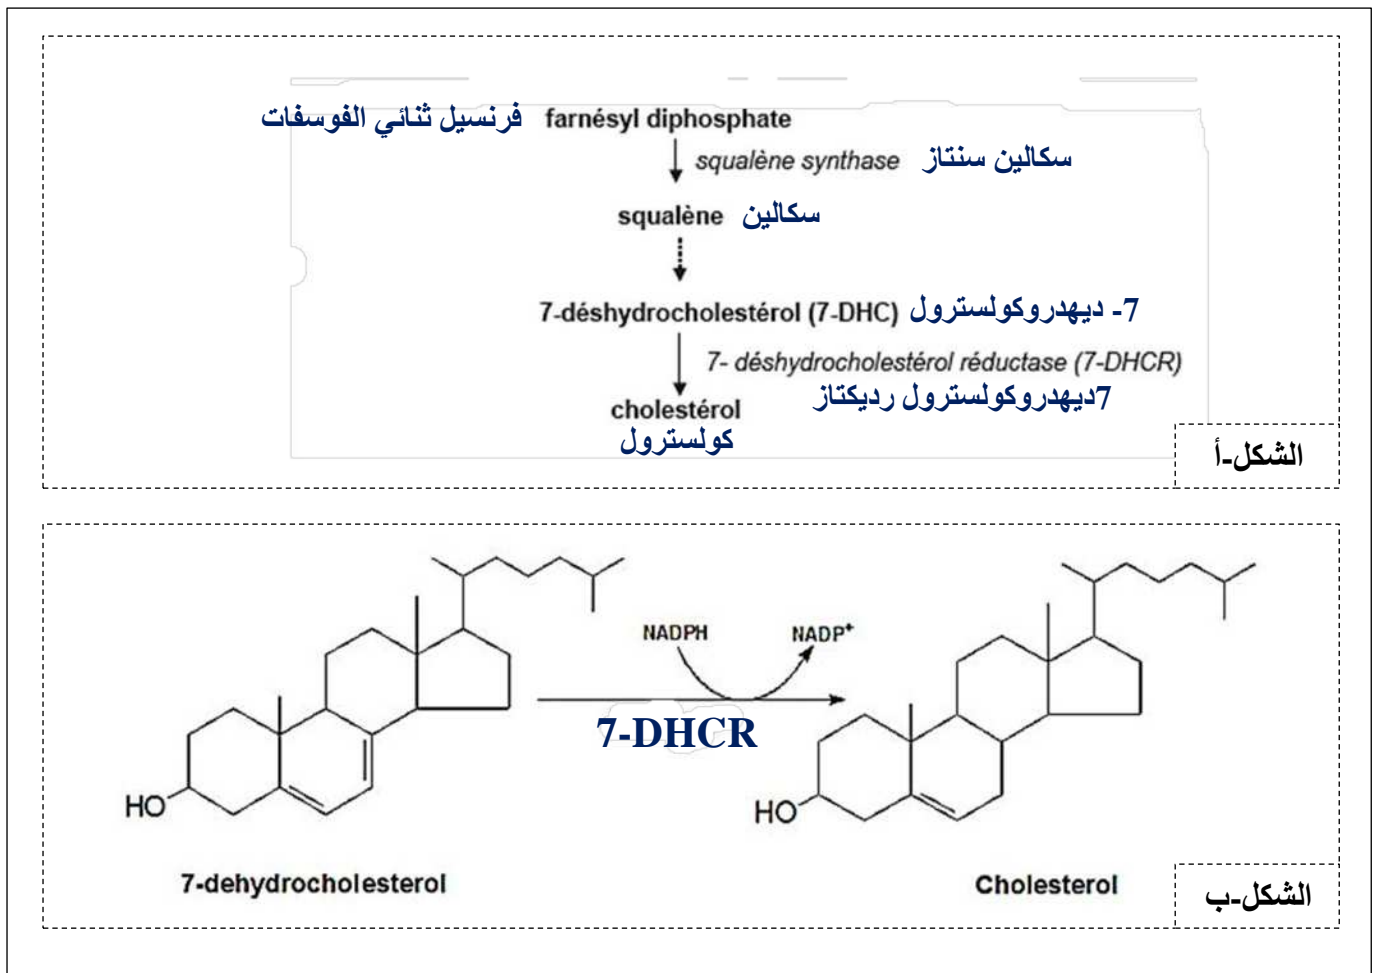 فرنسيل ثنائي الفوسفات farnésyl diphosphate
squalène synthase سكالين سنتاز
squalène سكالين
7-déshydrocholestérol (7-DHC) 7- ديهدروكولسترول
7- déshydrocholestérol réductase (7-DHCR)
7ديهدروكولسترول رديكتاز
cholestérol
كولسترول
الشكل-أ
NADPH NADP⁺
7-DHCR
HO HO
7-dehydrocholesterol Cholesterol
الشكل-ب